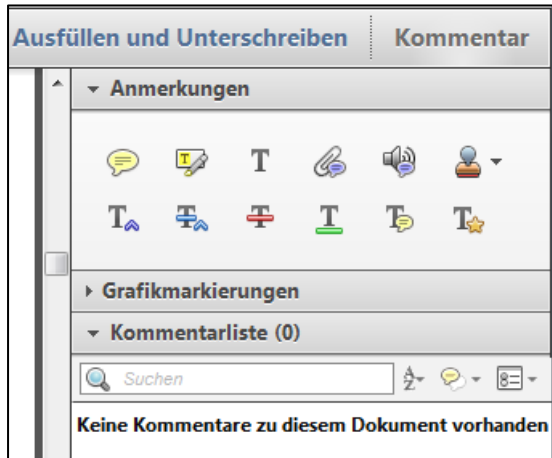 Ausfüllen und Unterschreiben Kommentar
Anmerkungen
Grafikmarkierungen
Kommentarliste (0)
Suchen
Keine Kommentare zu diesem Dokument vorhanden